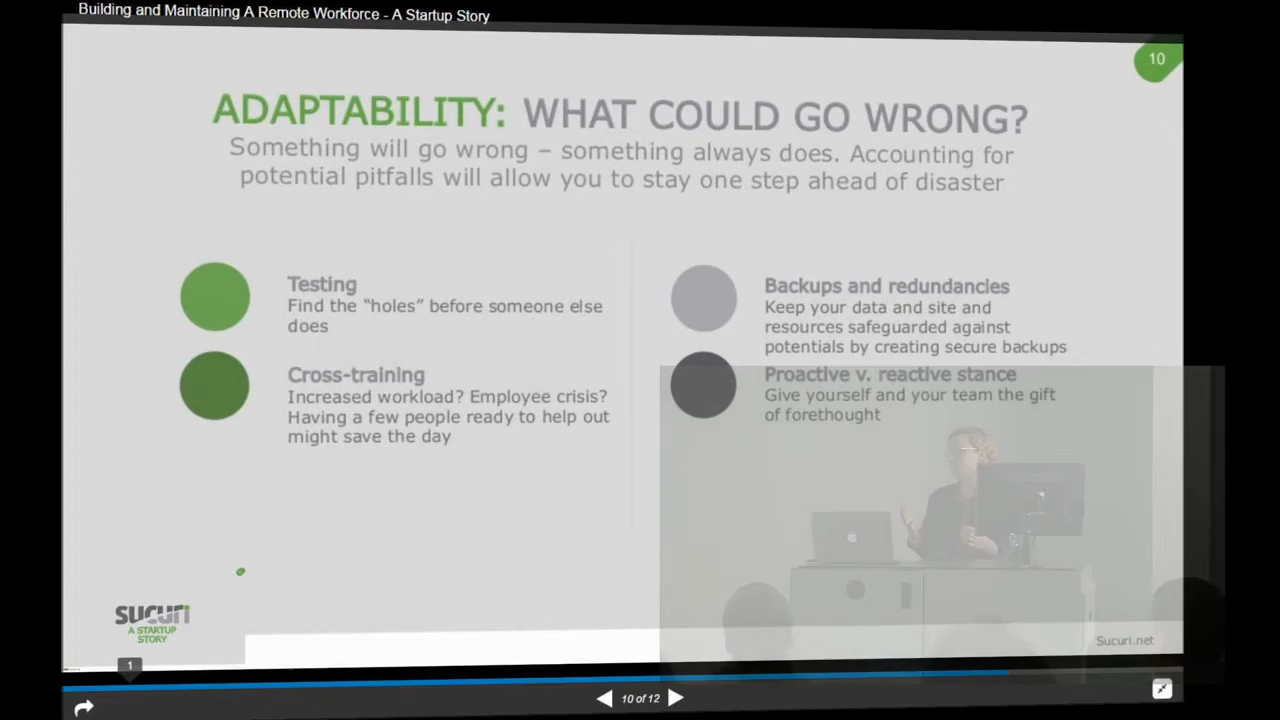 Building and Maintaining A Remote Workforce - A Startup Story
10
ADAPTABILITY: WHAT COULD GO WRONG?
Something will go wrong – something always does. Accounting for
potential pitfalls will allow you to stay one step ahead of disaster
Testing
Find the “holes” before someone else
does
Cross-training
Increased workload? Employee crisis?
Having a few people ready to help out
might save the day
Backups and redundancies
Keep your data and site and
resources safeguarded against
potentials by creating secure backups
Proactive v. reactive stance
Give yourself and your team the gift
of forethought
sucuri
A STARTUP
STORY
Sucuri.net
1
10 of 12